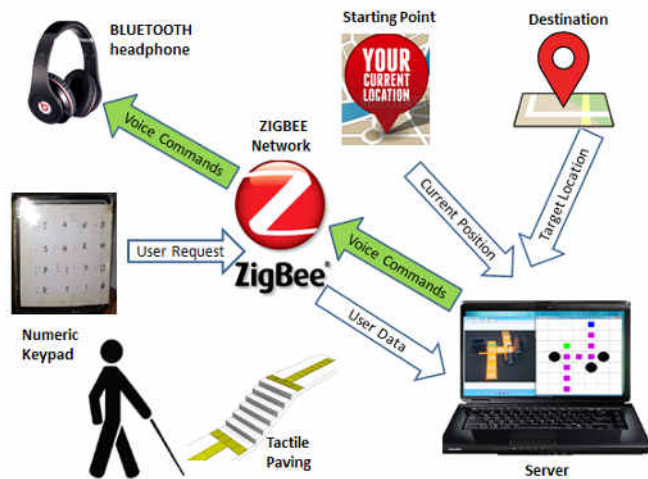 BLUETOOTH
headphone
Starting Point
Destination
YOUR
CURRENT
LOCATION
Voice Commands
ZIGBEE
Network
Z
ZigBee®
User Request
Current Position
Target Location
Voice Commands
User Data
Numeric
Keypad
Tactile
Paving
Server